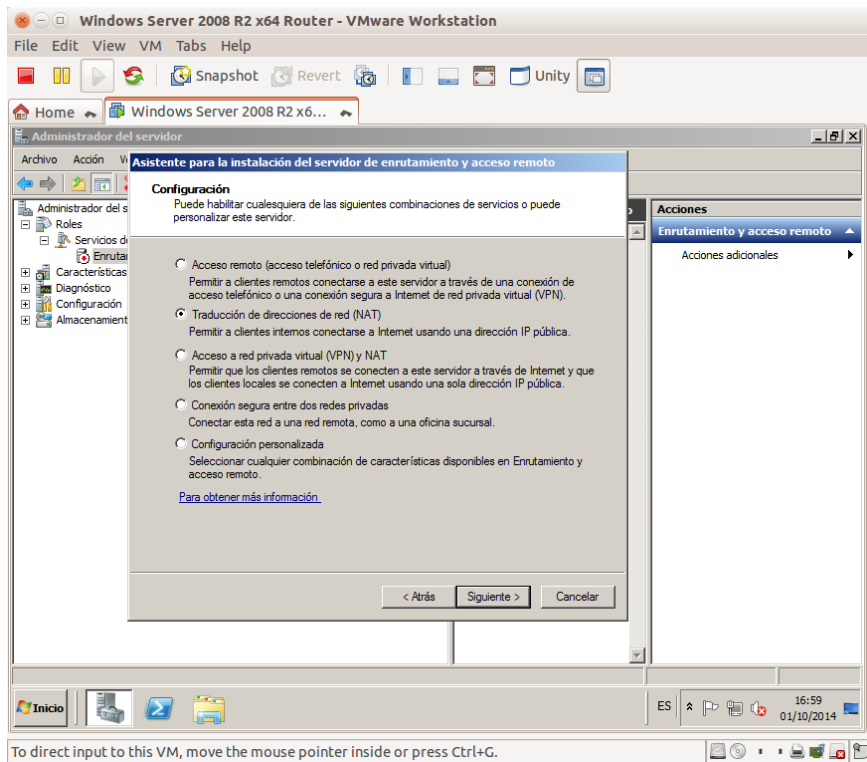 Windows Server 2008 R2 x64 Router - VMware Workstation
File Edit View VM Tabs Help
Snapshot Revert Unity
Home Windows Server 2008 R2 x6...
Administrador del servidor
Archivo Acción V
Asistente para la instalación del servidor de enrutamiento y acceso remoto
Configuración
Puede habilitar cualesquiera de las siguientes combinaciones de servicios o puede
personalizar este servidor.
Administrador del s
Roles
Servicios d
Enruta
Características
Diagnóstico
Configuración
Almacenamient
Acceso remoto (acceso telefónico o red privada virtual)
Permitir a clientes remotos conectarse a este servidor a través de una conexión de
acceso telefónico o una conexión segura a Internet de red privada virtual (VPN).
Traducción de direcciones de red (NAT)
Permitir a clientes internos conectarse a Internet usando una dirección IP pública.
Acceso a red privada virtual (VPN) y NAT
Permitir que los clientes remotos se conecten a este servidor a través de Internet y que
los clientes locales se conecten a Internet usando una sola dirección IP pública.
Conexión segura entre dos redes privadas
Conectar esta red a una red remota, como a una oficina sucursal.
Configuración personalizada
Seleccionar cualquier combinación de características disponibles en Enrutamiento y
acceso remoto.
Para obtener más información
< Atrás Siguiente > Cancelar
Acciones
Enrutamiento y acceso remoto
Acciones adicionales
Inicio
ES
16:59
01/10/2014
To direct input to this VM, move the mouse pointer inside or press Ctrl+G.